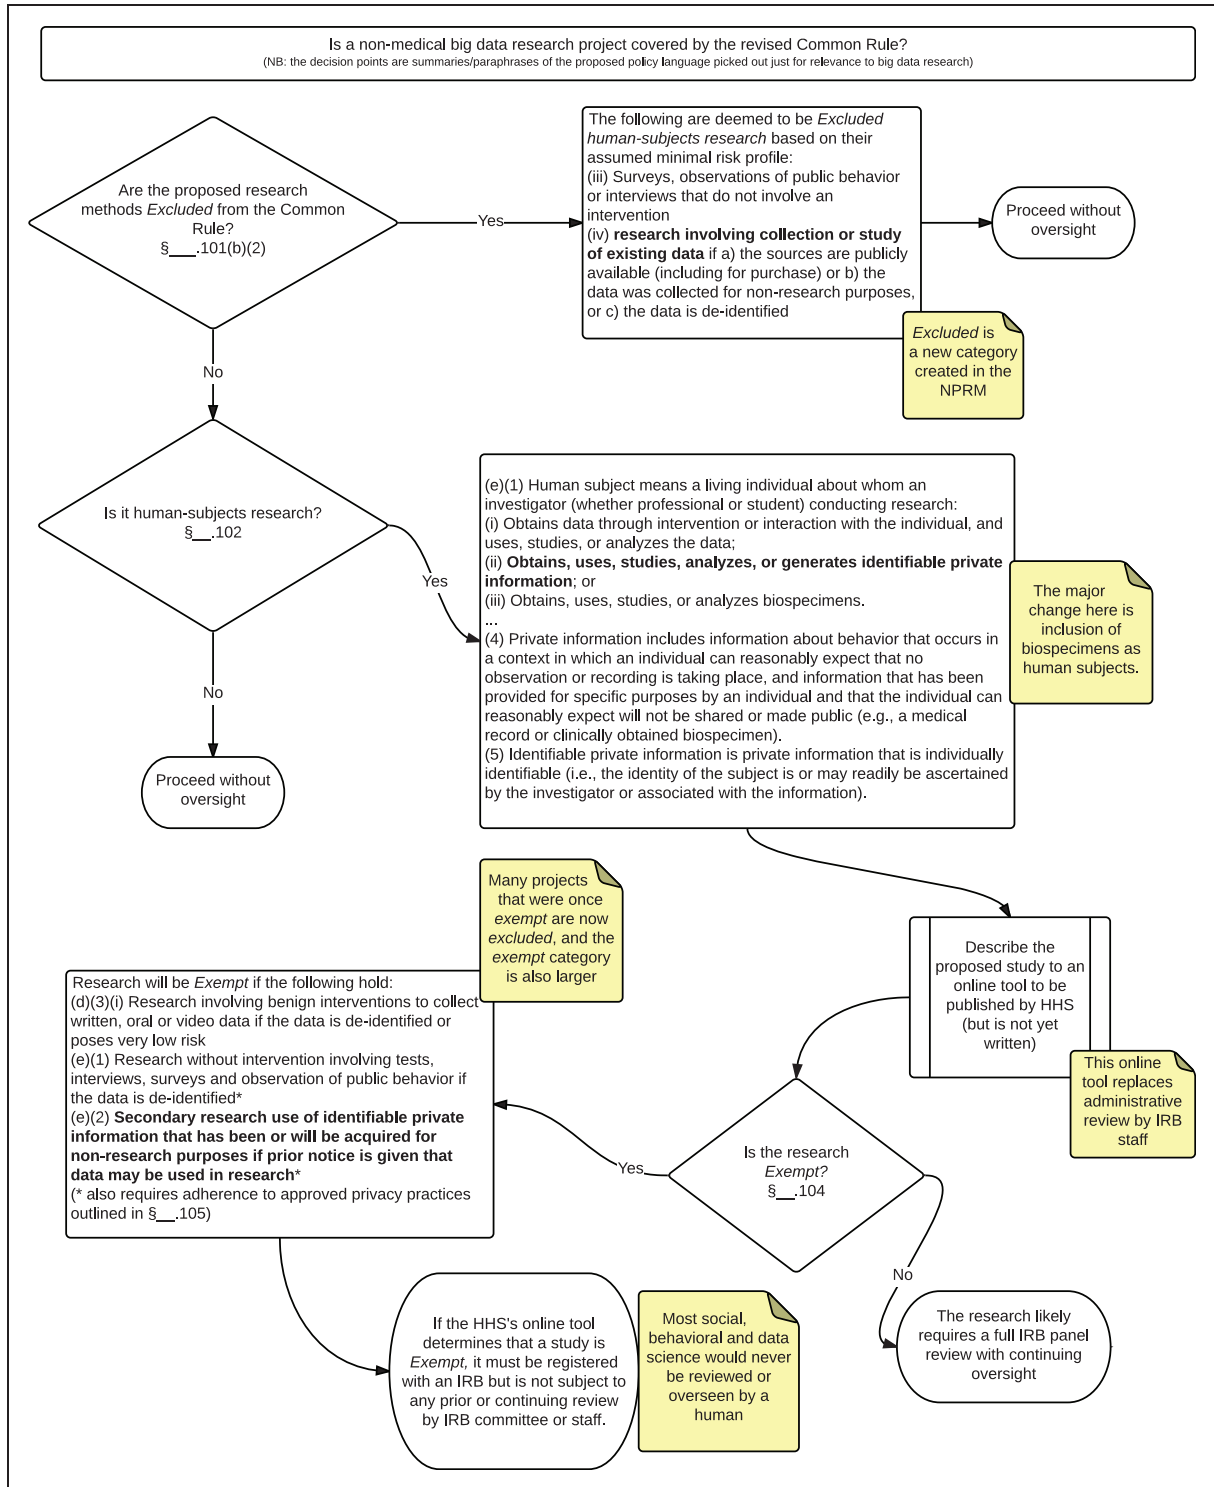 Is a non-medical big data research project covered by the revised Common Rule?
(NB: the decision points are summaries/paraphrases of the proposed policy language picked out just for relevance to big data research)
Are the proposed research
methods Excluded from the Common
Rule?
§___.101(b)(2)
Yes
The following are deemed to be Excluded
human-subjects research based on their
assumed minimal risk profile:
(iii) Surveys, observations of public behavior
or interviews that do not involve an
intervention
(iv) research involving collection or study
of existing data if a) the sources are publicly
available (including for purchase) or b) the
data was collected for non-research purposes,
or c) the data is de-identified
Proceed without
oversight
Excluded is
a new category
created in the
NPRM
No
Is it human-subjects research?
§__.102
Yes
(e)(1) Human subject means a living individual about whom an
investigator (whether professional or student) conducting research:
(i) Obtains data through intervention or interaction with the individual, and
uses, studies, or analyzes the data;
(ii) Obtains, uses, studies, analyzes, or generates identifiable private
information; or
(iii) Obtains, uses, studies, or analyzes biospecimens.
...
(4) Private information includes information about behavior that occurs in
a context in which an individual can reasonably expect that no
observation or recording is taking place, and information that has been
provided for specific purposes by an individual and that the individual can
reasonably expect will not be shared or made public (e.g., a medical
record or clinically obtained biospecimen).
(5) Identifiable private information is private information that is individually
identifiable (i.e., the identity of the subject is or may readily be ascertained
by the investigator or associated with the information).
The major
change here is
inclusion of
biospecimens as
human subjects.
No
Proceed without
oversight
Many projects
that were once
exempt are now
excluded, and the
exempt category
is also larger
Describe the
proposed study to an
online tool to be
published by HHS
(but is not yet
written)
This online
tool replaces
administrative
review by IRB
staff
Research will be Exempt if the following hold:
(d)(3)(i) Research involving benign interventions to collect
written, oral or video data if the data is de-identified or
poses very low risk
(e)(1) Research without intervention involving tests,
interviews, surveys and observation of public behavior if
the data is de-identified*
(e)(2) Secondary research use of identifiable private
information that has been or will be acquired for
non-research purposes if prior notice is given that
data may be used in research*
(* also requires adherence to approved privacy practices
outlined in §__.105)
Yes
Is the research
Exempt?
§__.104
No
If the HHS's online tool
determines that a study is
Exempt, it must be registered
with an IRB but is not subject to
any prior or continuing review
by IRB committee or staff.
Most social,
behavioral and data
science would never
be reviewed or
overseen by a
human
The research likely
requires a full IRB panel
review with continuing
oversight